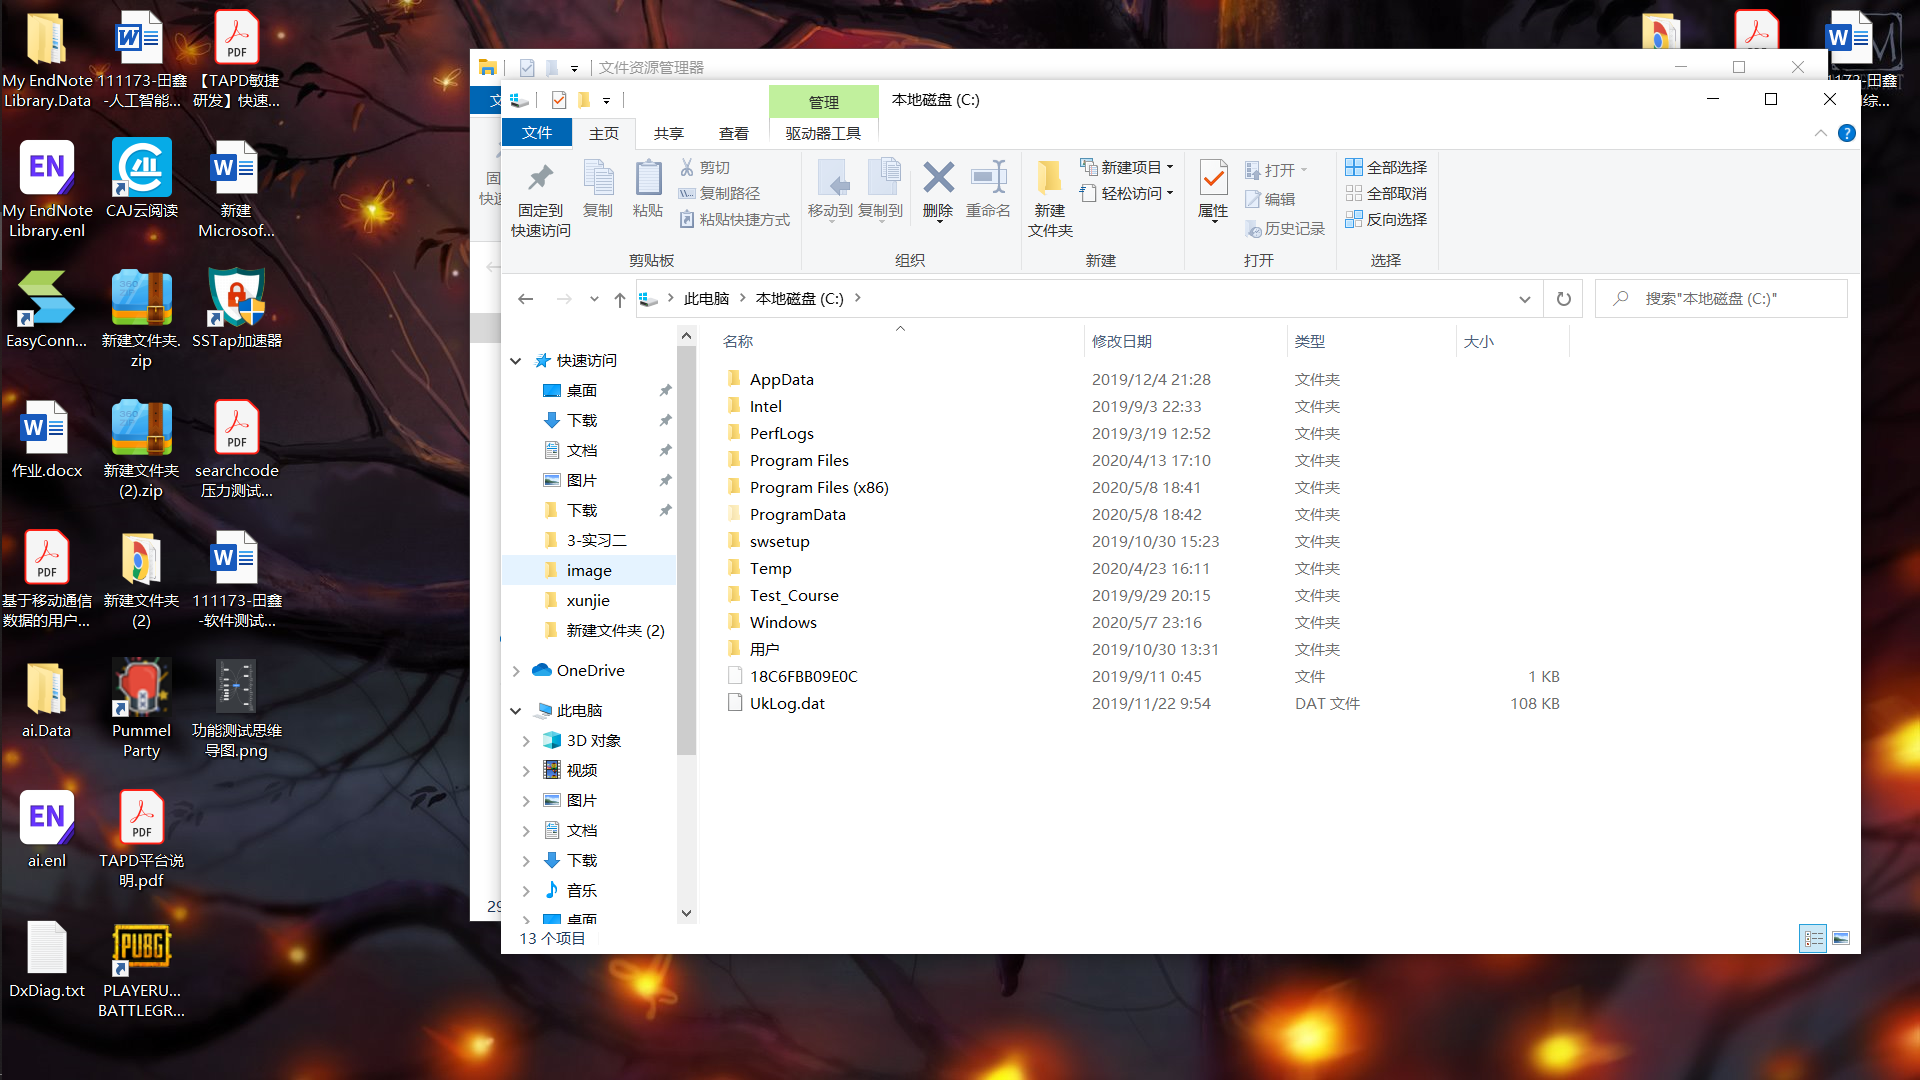 My EndNote
Library.Data
111173-田鑫
-人工智能...
【TAPD敏捷
研发】快速...
My EndNote
Library.enl
CAJ云阅读
新建
Microsof...
EasyConn...
新建文件夹.
zip
SSTap加速器
作业.docx
新建文件夹
(2).zip
searchcode
压力测试...
基于移动通信
数据的用户...
新建文件夹
(2)
111173-田鑫
-软件测试...
ai.Data
Pummel
Party
功能测试思维
导图.png
ai.enl
TAPD平台说
明.pdf
DxDiag.txt
PLAYERU...
BATTLEGR...
文件资源管理器
管理
本地磁盘 (C:)
文件
主页
共享
查看
驱动器工具
固定到
快速访问
复制
粘贴
剪切
复制路径
粘贴快捷方式
剪贴板
移动到
复制到
删除
重命名
组织
新建
文件夹
新建项目
轻松访问
新建
属性
打开
编辑
历史记录
打开
全部选择
全部取消
反向选择
选择
此电脑
本地磁盘 (C:)
搜索"本地磁盘 (C:)"
快速访问
桌面
下载
文档
图片
下载
3-实习二
image
xunjie
新建文件夹 (2)
OneDrive
此电脑
3D 对象
视频
图片
文档
下载
音乐
桌面
名称 修改日期 类型 大小
AppData 2019/12/4 21:28 文件夹
Intel 2019/9/3 22:33 文件夹
PerfLogs 2019/3/19 12:52 文件夹
Program Files 2020/4/13 17:10 文件夹
Program Files (x86) 2020/5/8 18:41 文件夹
ProgramData 2020/5/8 18:42 文件夹
swsetup 2019/10/30 15:23 文件夹
Temp 2020/4/23 16:11 文件夹
Test_Course 2019/9/29 20:15 文件夹
Windows 2020/5/7 23:16 文件夹
用户 2019/10/30 13:31 文件夹
18C6FBB09E0C 2019/9/11 0:45 文件 1 KB
UkLog.dat 2019/11/22 9:54 DAT 文件 108 KB
13 个项目